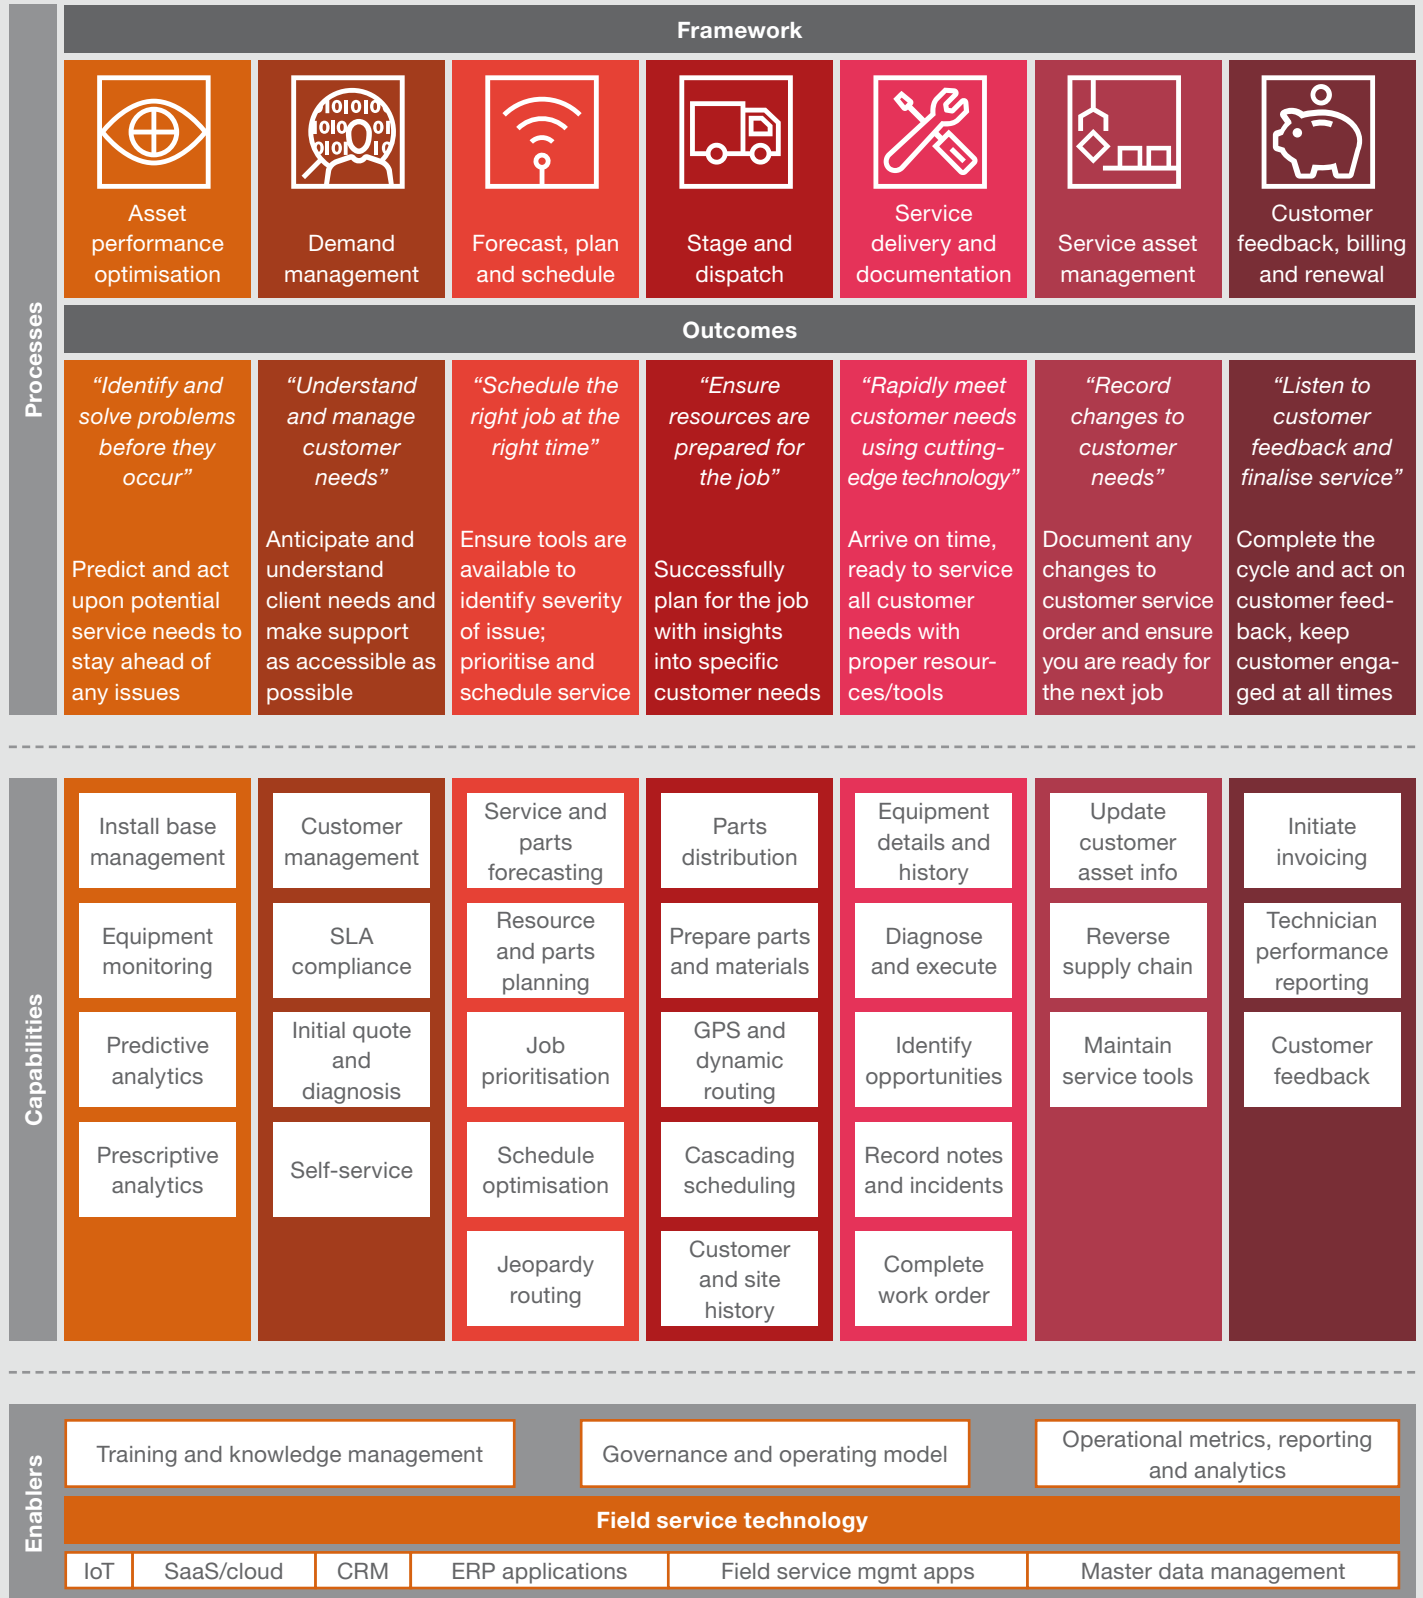 Processes
Framework
Asset
performance
optimisation
Demand
management
Forecast, plan
and schedule
Stage and
dispatch
Service
delivery and
documentation
Service asset
management
Customer
feedback, billing
and renewal
Outcomes
“Identify and
solve problems
before they
occur”
Predict and act
upon potential
service needs to
stay ahead of
any issues
“Understand
and manage
customer
needs”
Anticipate and
understand
client needs and
make support
as accessible as
possible
“Schedule the
right job at the
right time”
Ensure tools are
available to
identify severity
of issue;
prioritise and
schedule service
“Ensure
resources are
prepared for
the job”
Successfully
plan for the job
with insights
into specific
customer needs
“Rapidly meet
customer needs
using cutting-
edge technology”
Arrive on time,
ready to service
all customer
needs with
proper resour-
ces/tools
“Record
changes to
customer
needs”
Document any
changes to
customer service
order and ensure
you are ready for
the next job
“Listen to
customer
feedback and
finalise service”
Complete the
cycle and act on
customer feed-
back, keep
customer enga-
ged at all times
Capabilities
Install base
management
Equipment
monitoring
Predictive
analytics
Prescriptive
analytics
Customer
management
SLA
compliance
Initial quote
and
diagnosis
Self-service
Service and
parts
forecasting
Resource
and parts
planning
Job
prioritisation
Schedule
optimisation
Jeopardy
routing
Parts
distribution
Prepare parts
and materials
GPS and
dynamic
routing
Cascading
scheduling
Customer
and site
history
Equipment
details and
history
Diagnose
and execute
Identify
opportunities
Record notes
and incidents
Complete
work order
Update
customer
asset info
Reverse
supply chain
Maintain
service tools
Initiate
invoicing
Technician
performance
reporting
Customer
feedback
Enablers
Training and knowledge management
Governance and operating model
Operational metrics, reporting
and analytics
Field service technology
IoT
SaaS/cloud
CRM
ERP applications
Field service mgmt apps
Master data management